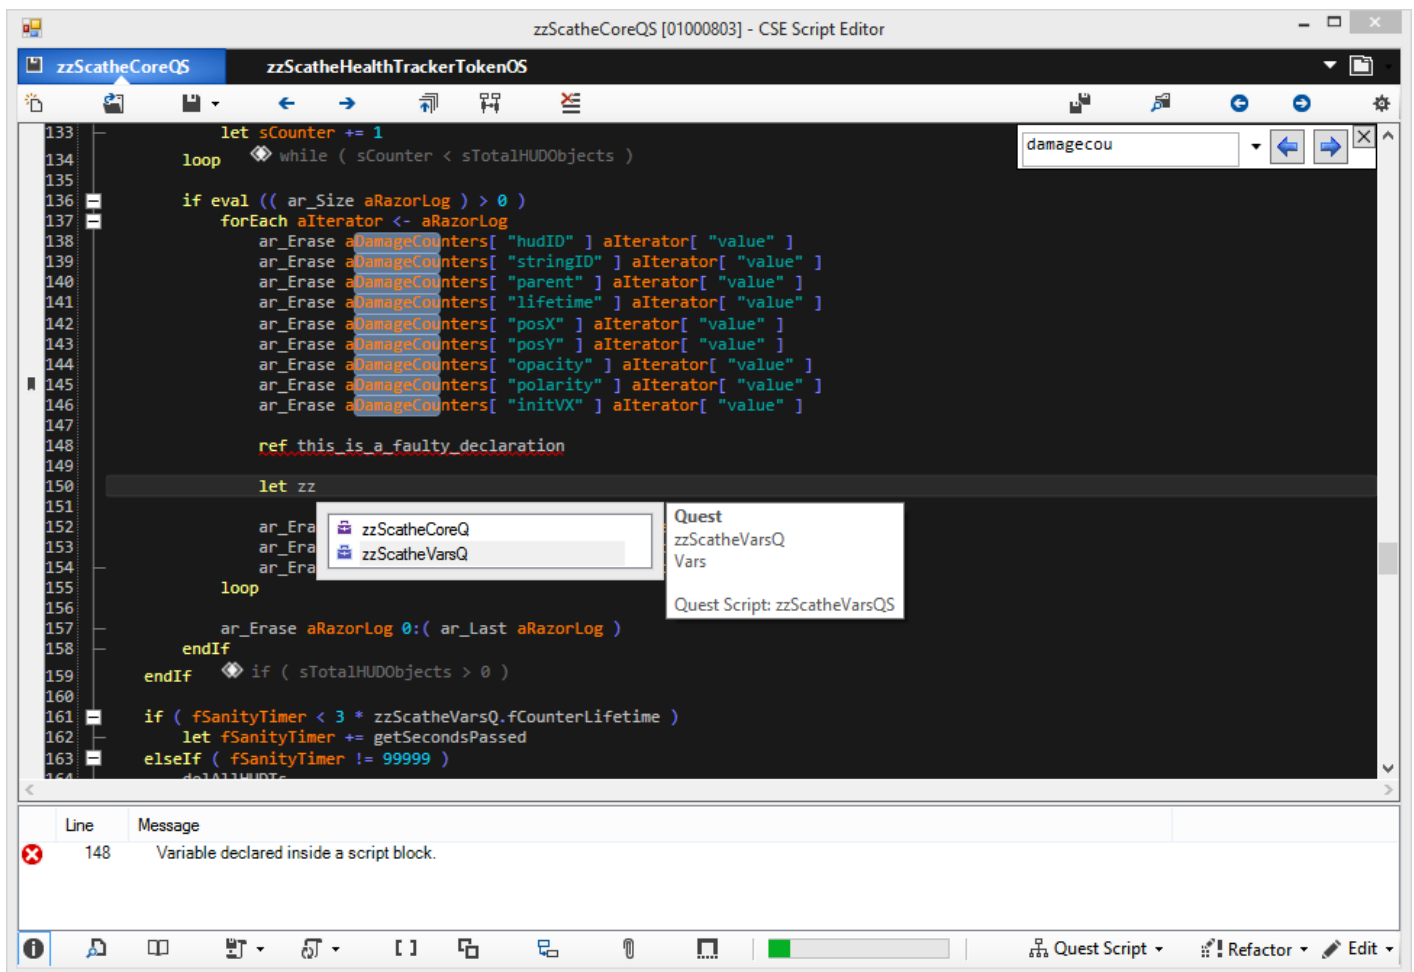 zzScatheCoreQS [01000803] - CSE Script Editor
zzScatheCoreQS zzScatheHealthTrackerTokenOS
damagecou
133 let sCounter += 1
134 loop while ( sCounter < sTotalHUDObjects )
135
136 if eval (( ar_Size aRazorLog ) > 0 )
137 forEach aIterator <- aRazorLog
138 ar_Erase aDamageCounters[ "hudID" ] aIterator[ "value" ]
139 ar_Erase aDamageCounters[ "stringID" ] aIterator[ "value" ]
140 ar_Erase aDamageCounters[ "parent" ] aIterator[ "value" ]
141 ar_Erase aDamageCounters[ "lifetime" ] aIterator[ "value" ]
142 ar_Erase aDamageCounters[ "posX" ] aIterator[ "value" ]
143 ar_Erase aDamageCounters[ "posY" ] aIterator[ "value" ]
144 ar_Erase aDamageCounters[ "opacity" ] aIterator[ "value" ]
145 ar_Erase aDamageCounters[ "polarity" ] aIterator[ "value" ]
146 ar_Erase aDamageCounters[ "initVX" ] aIterator[ "value" ]
147
148 ref this_is_a_faulty_declaration
149
150 let zz
151
152 ar_Era
153 ar_Era
154 ar_Era
zzScatheCoreQ
zzScatheVarsQ
Quest
zzScatheVarsQ
Vars
Quest Script: zzScatheVarsQS
155 loop
156
157 ar_Erase aRazorLog 0:( ar_Last aRazorLog )
158 endIf
159 endIf if ( sTotalHUDObjects > 0 )
160
161 if ( fSanityTimer < 3 * zzScatheVarsQ.fCounterLifetime )
162 let fSanityTimer += getSecondsPassed
163 elseIf ( fSanityTimer != 99999 )
Line Message
148 Variable declared inside a script block.
Quest Script Refactor Edit